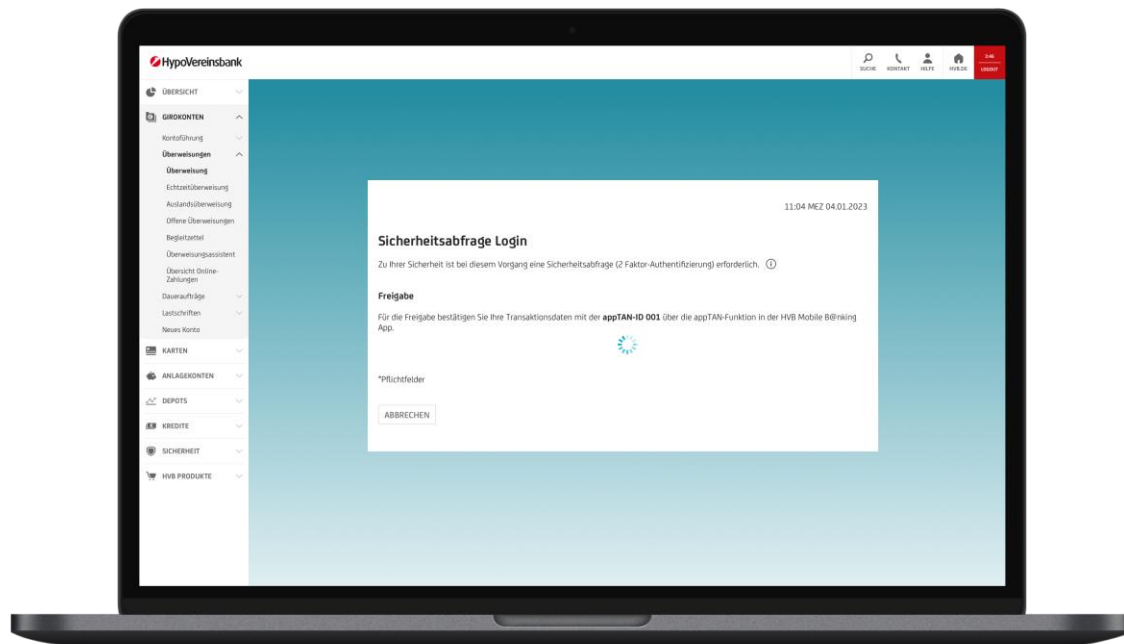 HypoVereinsbank
SUCHE
KONTAKT
HILFE
HVB.DE
3:46
LOGOUT
ÜBERSICHT
GIROKONTEN
Kontoführung
Überweisungen
Überweisung
Echtzeitüberweisung
Auslandsüberweisung
Offene Überweisungen
Begleitzettel
Überweisungsassistent
Übersicht Online-
Zahlungen
Daueraufträge
Lastschriften
Neues Konto
KARTEN
ANLAGEKONTEN
DEPOTS
KREDITE
SICHERHEIT
HVB PRODUKTE
11:04 MEZ 04.01.2023
Sicherheitsabfrage Login
Zu Ihrer Sicherheit ist bei diesem Vorgang eine Sicherheitsabfrage (2 Faktor-Authentifizierung) erforderlich.
Freigabe
Für die Freigabe bestätigen Sie Ihre Transaktionsdaten mit der appTAN-ID 001 über die appTAN-Funktion in der HVB Mobile B@nking
App.
*Pflichtfelder
ABBRECHEN